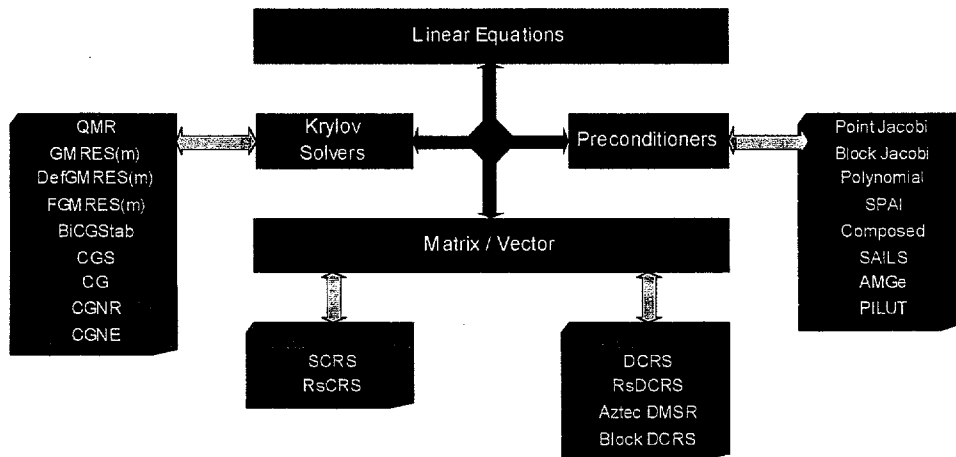 Linear Equations
QMR
GMRES(m)
DefGMRES(m)
FGMRES(m)
BiCGStab
CGS
CG
CGNR
CGNE
Krylov
Solvers
Preconditioners
Point Jacobi
Block Jacobi
Polynomial
SPAI
Composed
SAILS
AMGe
PILUT
Matrix / Vector
SCRS
RsCRS
DCRS
RsDCRS
Aztec DMSR
Block DCRS